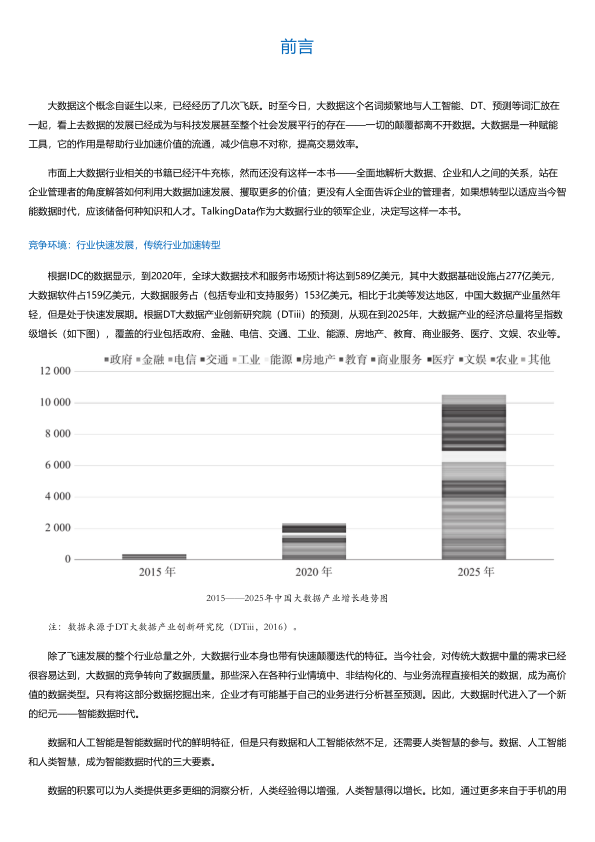 前言
大数据这个概念自诞生以来，已经经历了几次飞跃。时至今日，大数据这个名词频繁地与人工智能、DT、预测等词汇放在
一起，看上去数据的发展已经成为与科技发展甚至整个社会发展平行的存在——一切的颠覆都离不开数据。大数据是一种赋能
工具，它的作用是帮助行业加速价值的流通，减少信息不对称，提高交易效率。
市面上大数据行业相关的书籍已经汗牛充栋，然而还没有这样一本书——全面地解析大数据、企业和人之间的关系，站在
企业管理者的角度解答如何利用大数据加速发展、攫取更多的价值；更没有人全面告诉企业的管理者，如果想转型以适应当今智
能数据时代，应该储备何种知识和人才。TalkingData作为大数据行业的领军企业，决定写这样一本书。
竞争环境：行业快速发展，传统行业加速转型
根据IDC的数据显示，到2020年，全球大数据技术和服务市场预计将达到589亿美元，其中大数据基础设施占277亿美元，
大数据软件占159亿美元，大数据服务占（包括专业和支持服务）153亿美元。相比于北美等发达地区，中国大数据产业虽然年
轻，但是处于快速发展期。根据DT大数据产业创新研究院（DTiii）的预测，从现在到2025年，大数据产业的经济总量将呈指数
级增长（如下图），覆盖的行业包括政府、金融、电信、交通、工业、能源、房地产、教育、商业服务、医疗、文娱、农业等。
■政府 ■金融 ■电信 ■交通 ■工业 ■能源 ■房地产 ■教育 ■商业服务 ■医疗 ■文娱 ■农业 ■其他
12 000
10 000
8 000
6 000
4 000
2 000
0
2015 年 2020 年 2025 年
2015——2025年中国大数据产业增长趋势图
注：数据来源于DT大数据产业创新研究院（DTiii，2016）。
除了飞速发展的整个行业总量之外，大数据行业本身也带有快速颠覆迭代的特征。当今社会，对传统大数据中量的需求已经
很容易达到，大数据的竞争转向了数据质量。那些深入在各种行业情境中、非结构化的、与业务流程直接相关的数据，成为高价
值的数据类型。只有将这部分数据挖掘出来，企业才有可能基于自己的业务进行分析甚至预测。因此，大数据时代进入了一个新
的纪元——智能数据时代。
数据和人工智能是智能数据时代的鲜明特征，但是只有数据和人工智能依然不足，还需要人类智慧的参与。数据、人工智能
和人类智慧，成为智能数据时代的三大要素。
数据的积累可以为人类提供更多更细的洞察分析，人类经验得以增强，人类智慧得以增长。比如，通过更多来自于手机的用